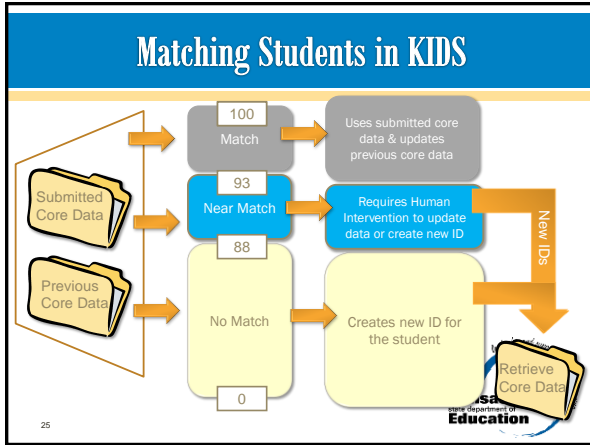 Matching Students in KIDS
100
Match
Uses submitted core
data & updates
previous core data
Submitted
Core Data
93
Near Match
Requires Human
Intervention to update
data or create new ID
New IDs
88
Previous
Core Data
No Match
Creates new ID for
the student
0
Retrieve
Core Data
state department of
Education
25